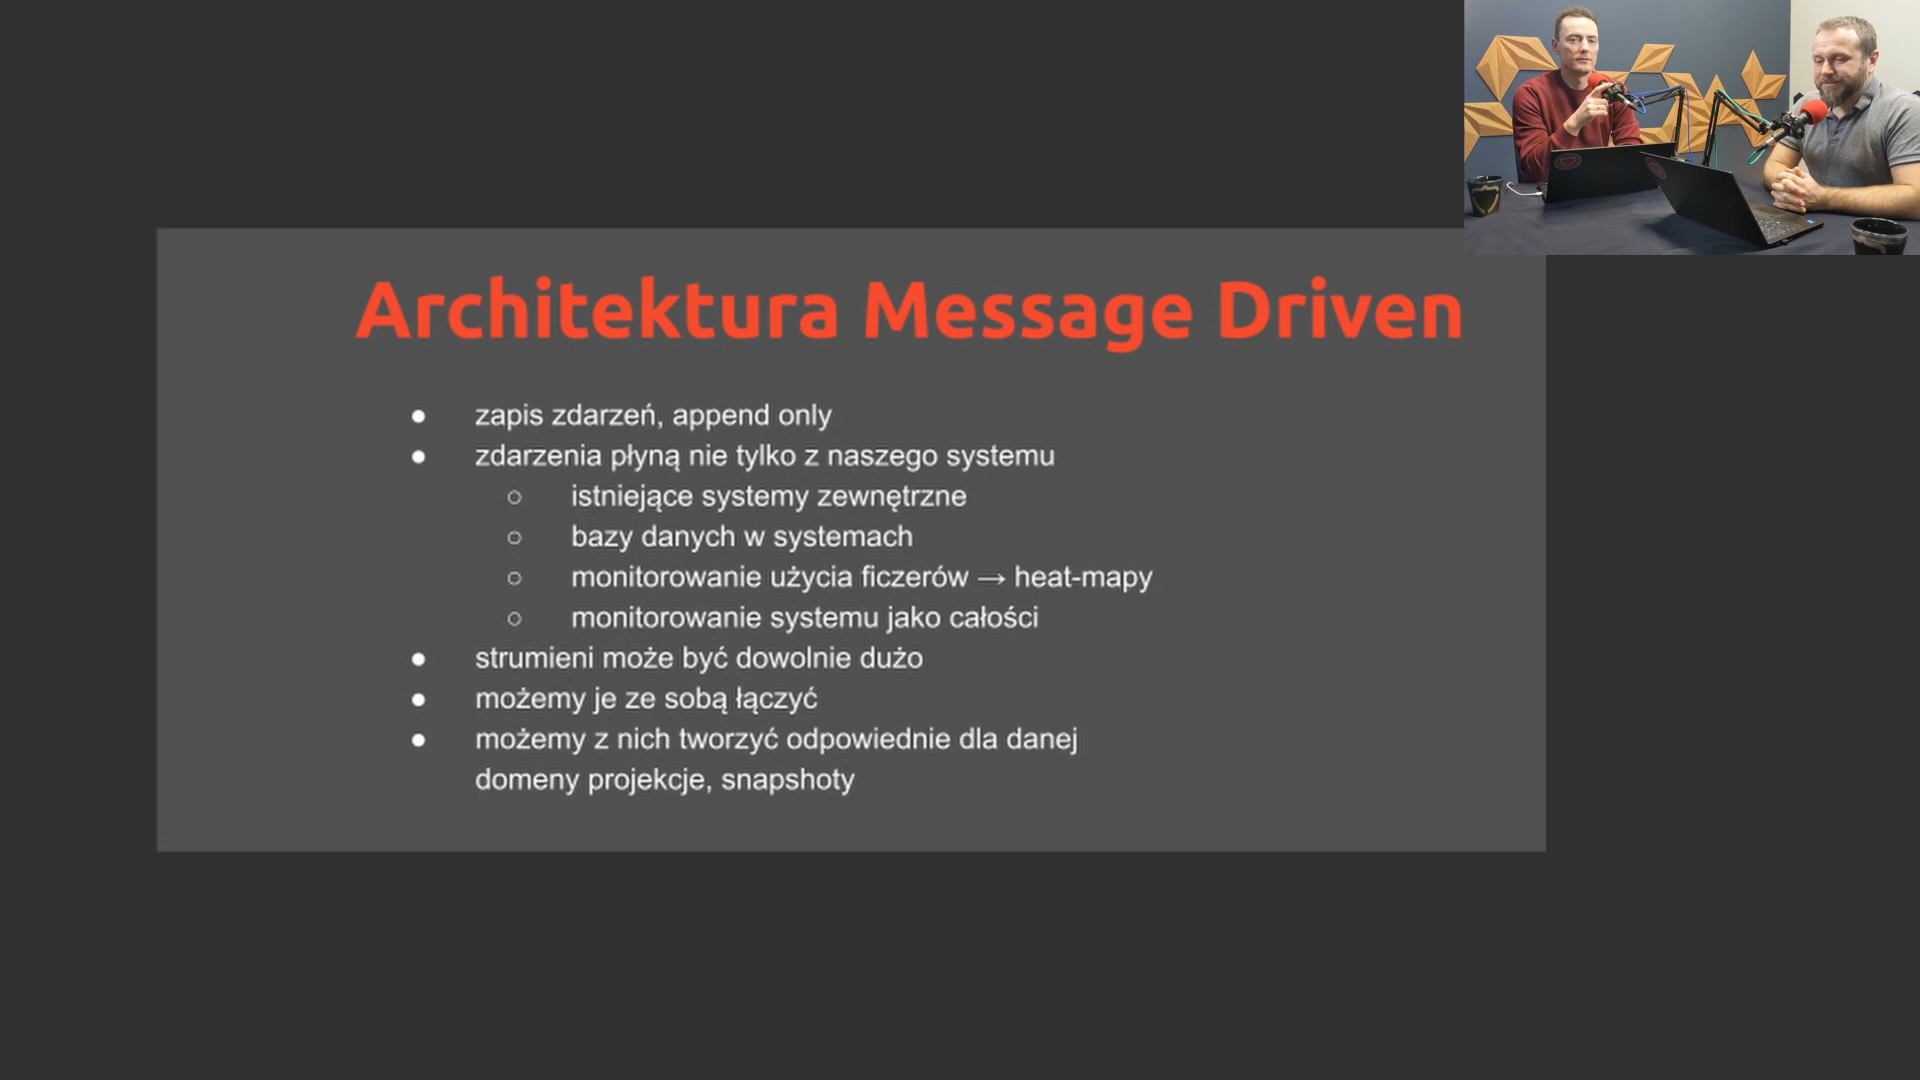 Architektura Message Driven
● zapis zdarzeń, append only
● zdarzenia płyną nie tylko z naszego systemu
○ istniejące systemy zewnętrzne
○ bazy danych w systemach
○ monitorowanie użycia ficzerów → heat-mapy
○ monitorowanie systemu jako całości
● strumieni może być dowolnie dużo
● możemy je ze sobą łączyć
● możemy z nich tworzyć odpowiednie dla danej
domeny projekcje, snapshoty